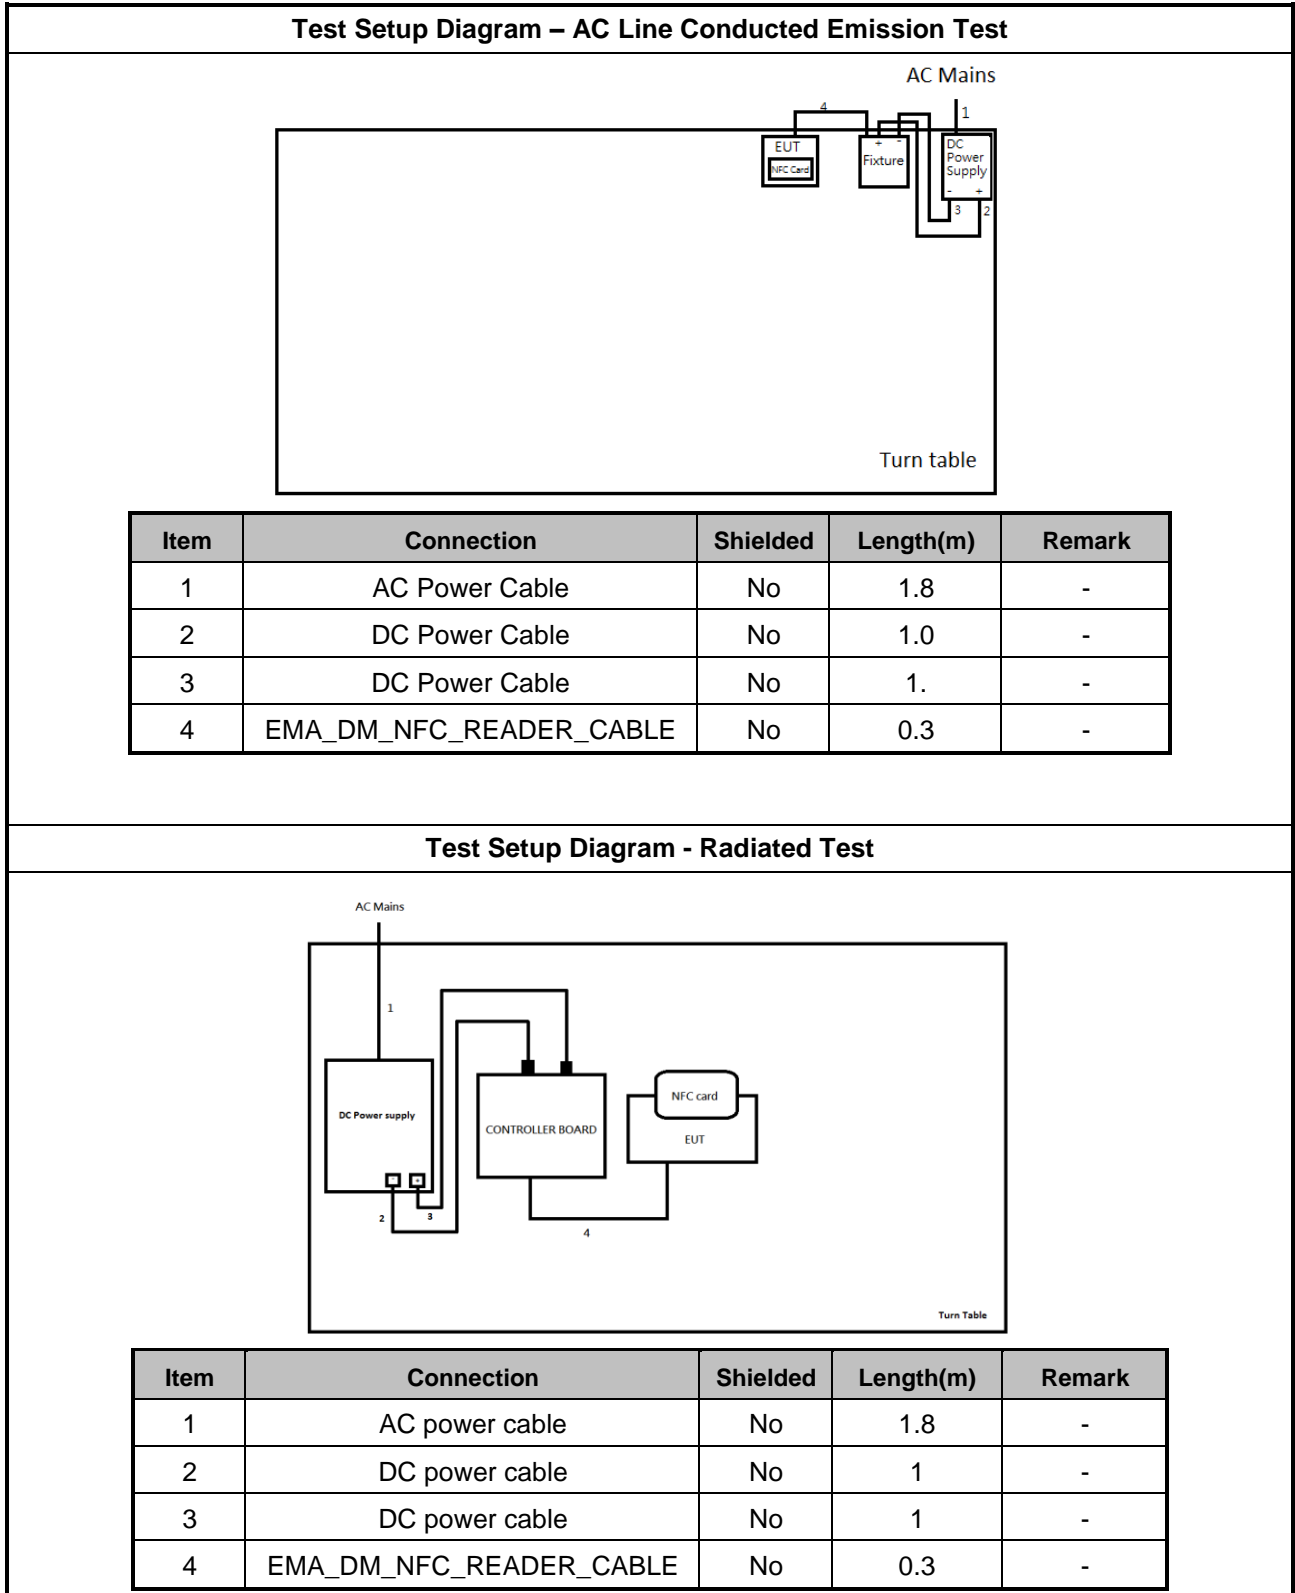 Test Setup Diagram – AC Line Conducted Emission Test
AC Mains
4
1
EUT
NFC Card
+ -
Fixture
DC
Power
Supply
- +
3 2
Turn table
Item Connection Shielded Length(m) Remark
1 AC Power Cable No 1.8 -
2 DC Power Cable No 1.0 -
3 DC Power Cable No 1. -
4 EMA_DM_NFC_READER_CABLE No 0.3 -
Test Setup Diagram - Radiated Test
AC Mains
1
DC Power supply
- +
2 3
CONTROLLER BOARD
NFC card
EUT
4
Turn Table
Item Connection Shielded Length(m) Remark
1 AC power cable No 1.8 -
2 DC power cable No 1 -
3 DC power cable No 1 -
4 EMA_DM_NFC_READER_CABLE No 0.3 -